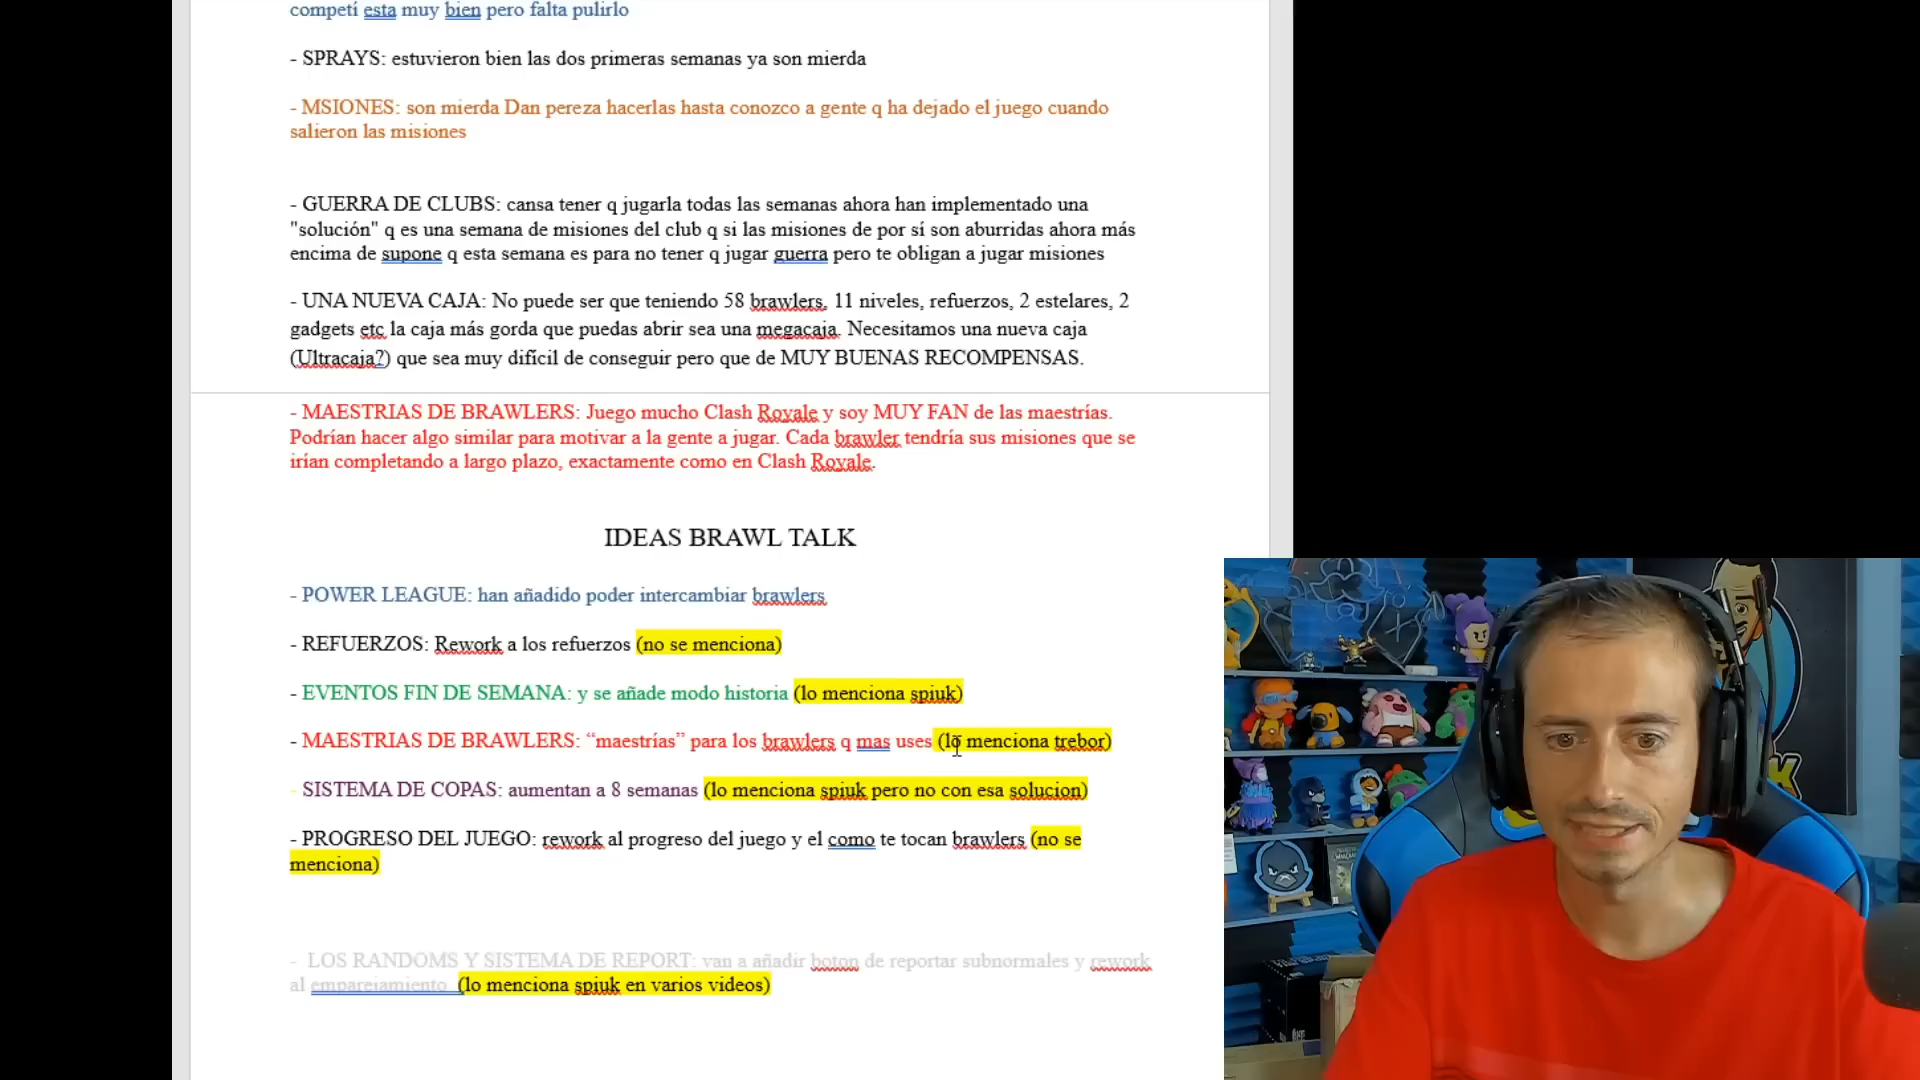 competí esta muy bien pero falta pulirlo
- SPRAYS: estuvieron bien las dos primeras semanas ya son mierda
- MSIONES: son mierda Dan pereza hacerlas hasta conozco a gente q ha dejado el juego cuando
salieron las misiones
- GUERRA DE CLUBS: cansa tener q jugarla todas las semanas ahora han implementado una
"solución" q es una semana de misiones del club q si las misiones de por sí son aburridas ahora más
encima de supone q esta semana es para no tener q jugar guerra pero te obligan a jugar misiones
- UNA NUEVA CAJA: No puede ser que teniendo 58 brawlers, 11 niveles, refuerzos, 2 estelares, 2
gadgets etc la caja más gorda que puedas abrir sea una megacaja. Necesitamos una nueva caja
(Ultracaja?) que sea muy difícil de conseguir pero que de MUY BUENAS RECOMPENSAS.
- MAESTRIAS DE BRAWLERS: Juego mucho Clash Royale y soy MUY FAN de las maestrías.
Podrían hacer algo similar para motivar a la gente a jugar. Cada brawler tendría sus misiones que se
irían completando a largo plazo, exactamente como en Clash Royale.
IDEAS BRAWL TALK
- POWER LEAGUE: han añadido poder intercambiar brawlers
- REFUERZOS: Rework a los refuerzos (no se menciona)
- EVENTOS FIN DE SEMANA: y se añade modo historia (lo menciona spiuk)
- MAESTRIAS DE BRAWLERS: “maestrías” para los brawlers q mas uses (lo menciona trebor)
- SISTEMA DE COPAS: aumentan a 8 semanas (lo menciona spiuk pero no con esa solucion)
- PROGRESO DEL JUEGO: rework al progreso del juego y el como te tocan brawlers (no se
menciona)
- LOS RANDOMS Y SISTEMA DE REPORT: van a añadir boton de reportar subnormales y rework
al emparejamiento (lo menciona spiuk en varios videos)